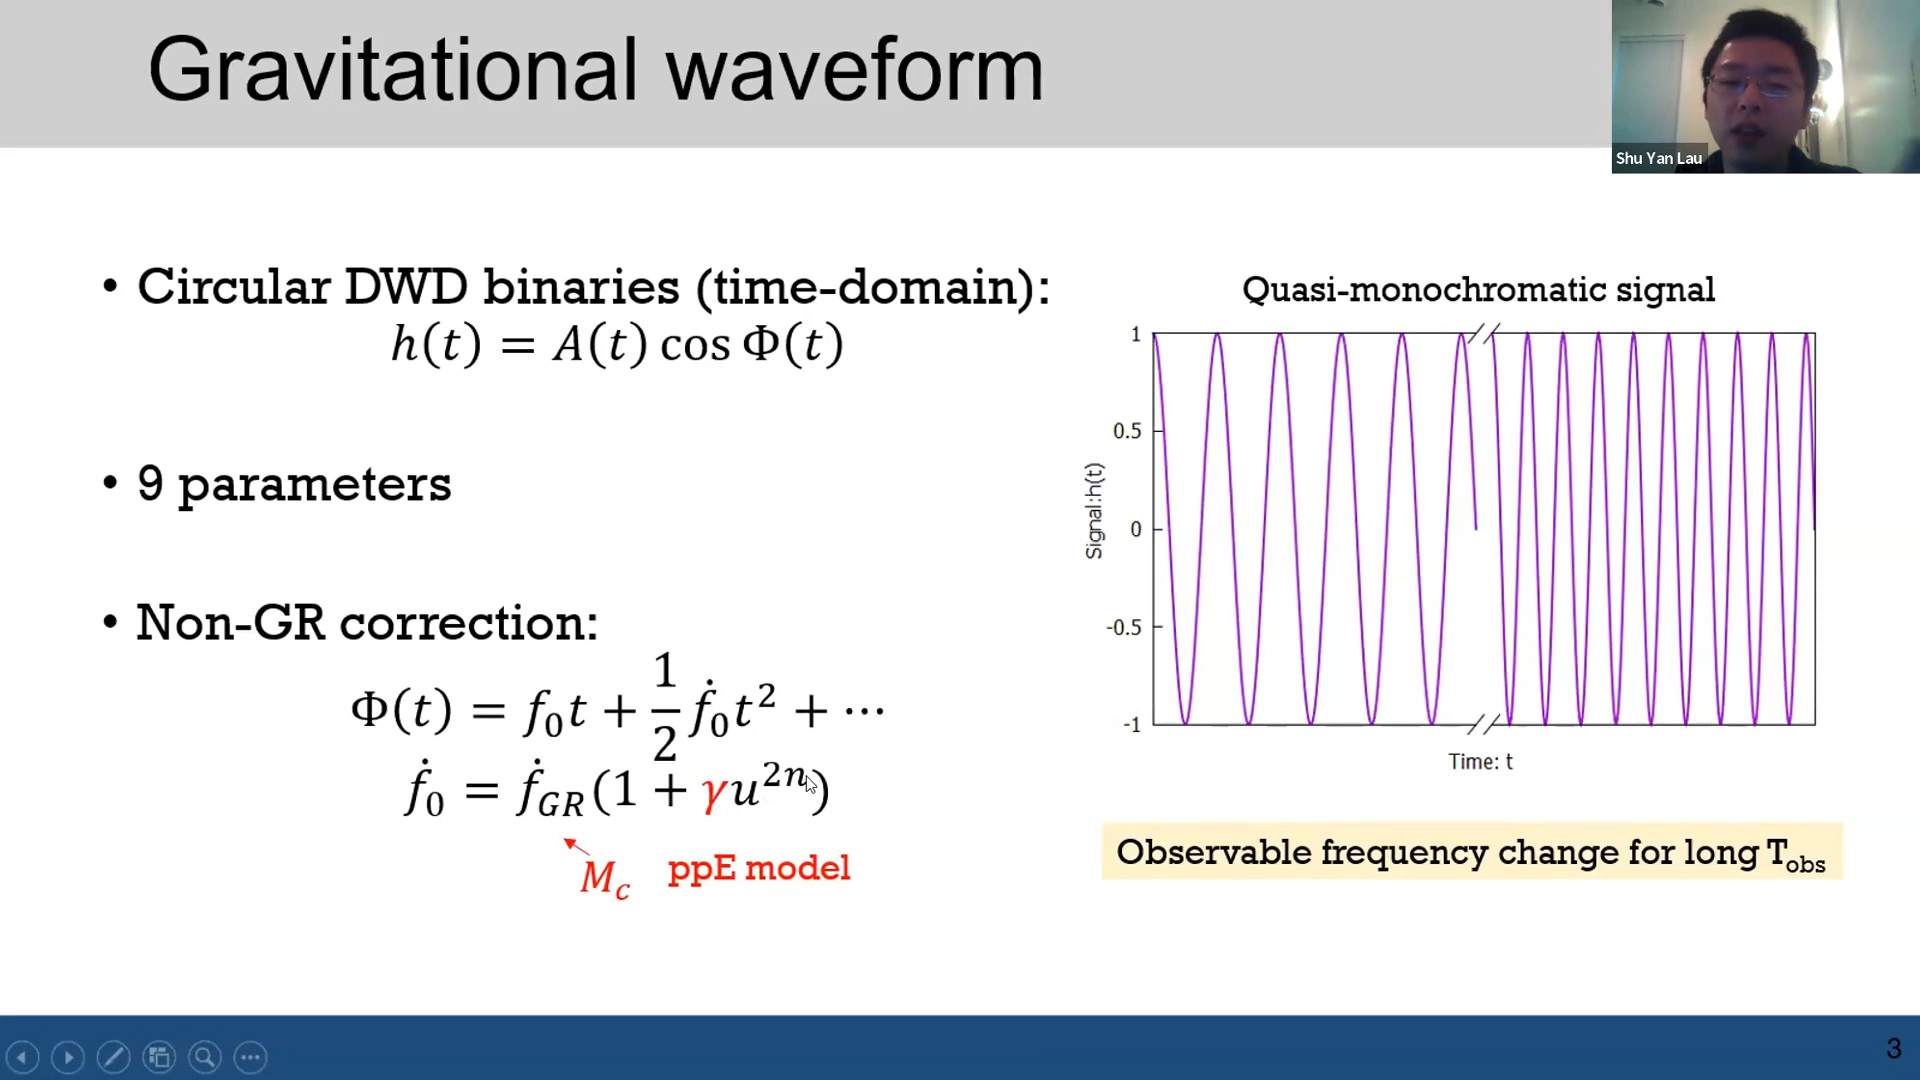 Gravitational waveform
Shu Yan Lau
• Circular DWD binaries (time-domain):
h(t) = A(t) cos Φ(t)
• 9 parameters
• Non-GR correction:
Φ(t) = f₀t + 1/2 ḟ₀t² + ⋯
ḟ₀ = ḟ_GR(1 + γu²ⁿ)
M_c ppE model
Quasi-monochromatic signal
1
0.5
0
-0.5
-1
Signal:h(t)
Time: t
Observable frequency change for long T_obs
3